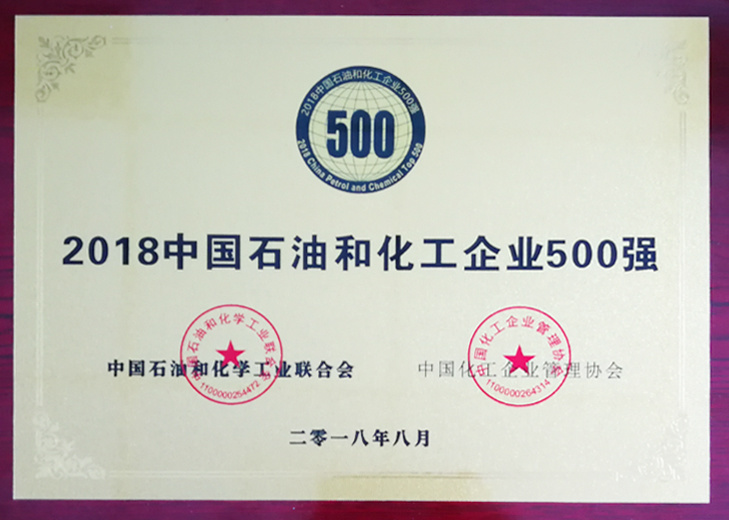 2018中国石油和化工企业500强
500
2018 China Petrol and Chemical Top 500
2018中国石油和化工企业500强
中国石油和化学工业联合会
1100000254472
中国石油和化学工业联合会
中国化工企业管理协会
1100000264314
中国化工企业管理协会
二零一八年八月